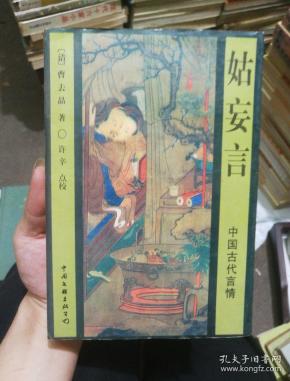 姑妄言
中国古代言情
[清] 曹去晶 著 ○ 许辛 点校
中国文联出版公司
孔夫子旧书网
www.kongfz.com